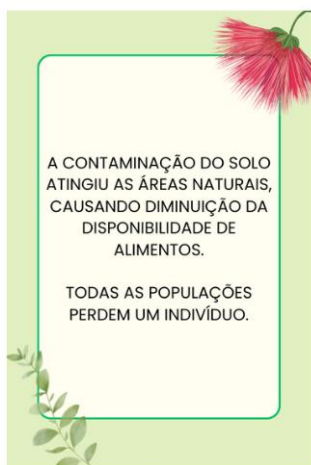 A CONTAMINAÇÃO DO SOLO
ATINGIU AS ÁREAS NATURAIS,
CAUSANDO DIMINUIÇÃO DA
DISPONIBILIDADE DE
ALIMENTOS.
TODAS AS POPULAÇÕES
PERDEM UM INDIVÍDUO.